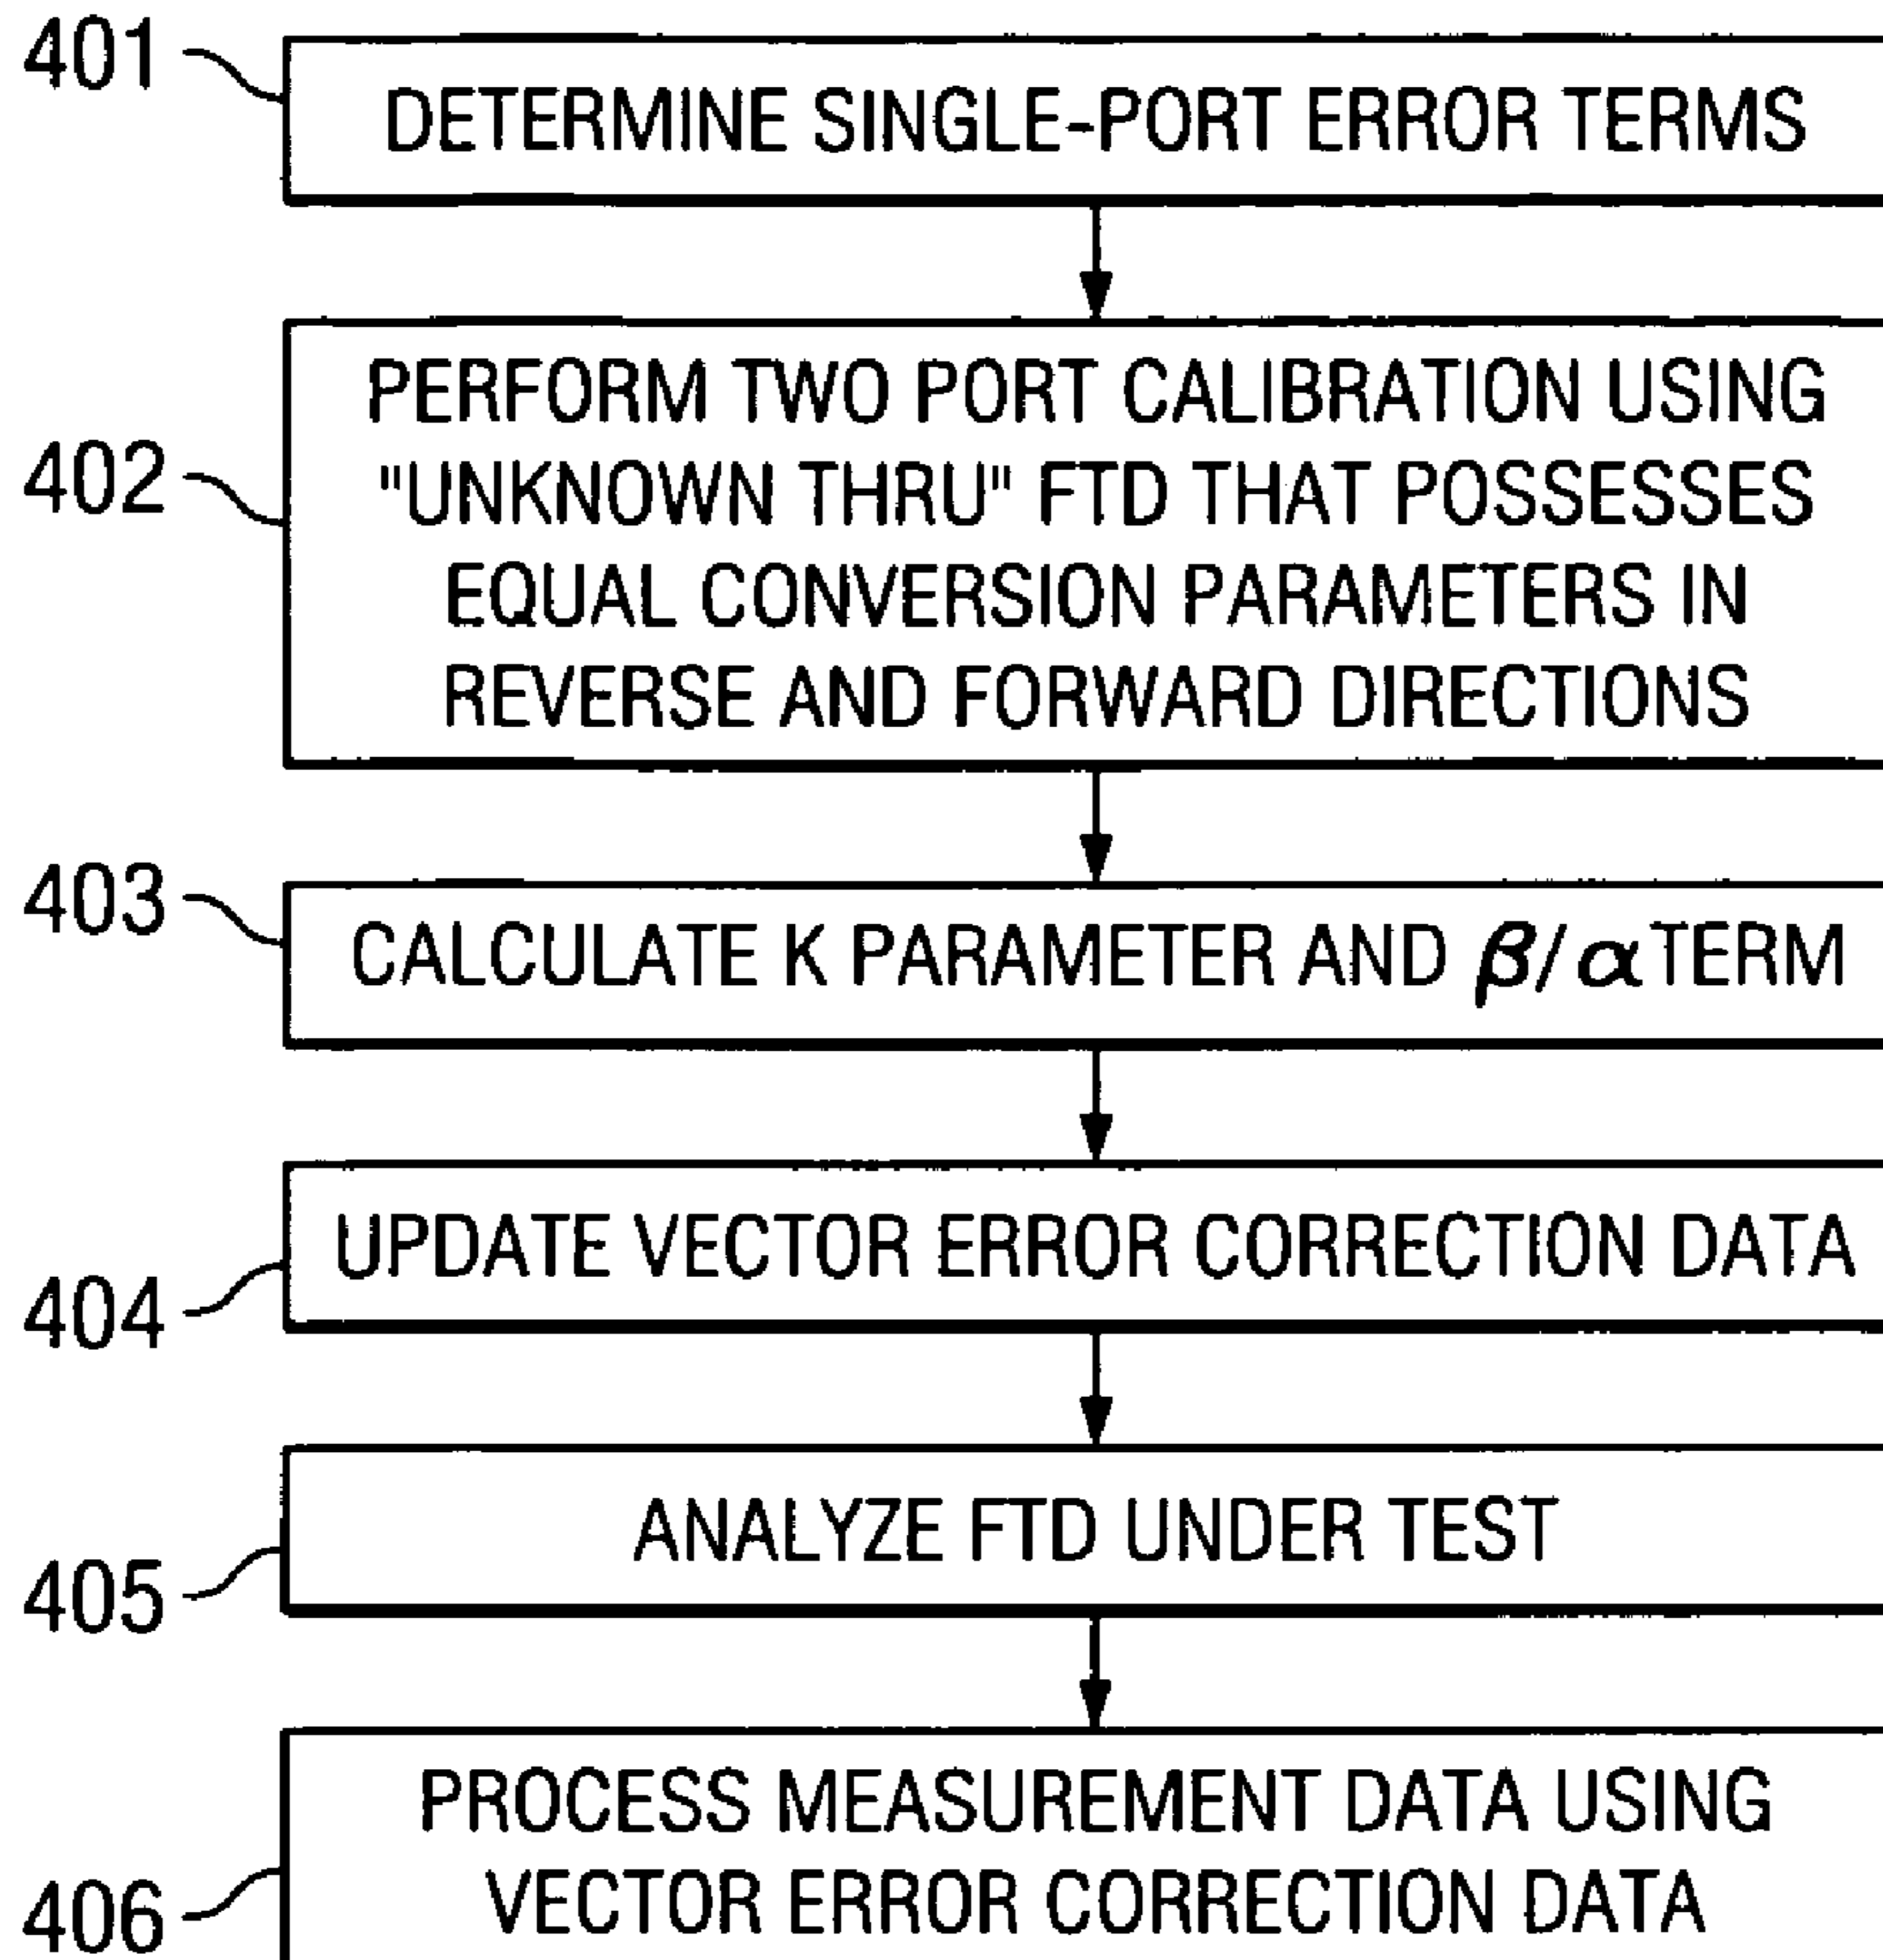 401
DETERMINE SINGLE-PORT ERROR TERMS
402
PERFORM TWO PORT CALIBRATION USING
"UNKNOWN THRU" FTD THAT POSSESSES
EQUAL CONVERSION PARAMETERS IN
REVERSE AND FORWARD DIRECTIONS
403
CALCULATE K PARAMETER AND β/α TERM
404
UPDATE VECTOR ERROR CORRECTION DATA
405
ANALYZE FTD UNDER TEST
406
PROCESS MEASUREMENT DATA USING
VECTOR ERROR CORRECTION DATA